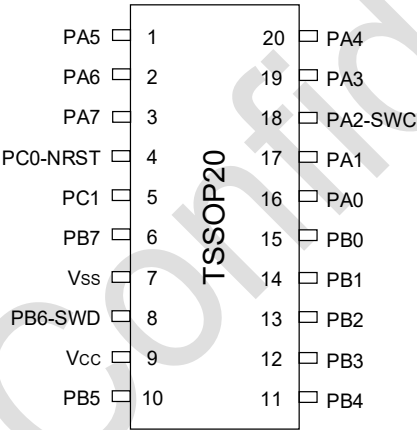 PA5 1 20 PA4
PA6 2 19 PA3
PA7 3 18 PA2-SWC
PC0-NRST 4 17 PA1
PC1 5 16 PA0
PB7 6 15 PB0
Vss 7 14 PB1
PB6-SWD 8 13 PB2
Vcc 9 12 PB3
PB5 10 11 PB4
TSSOP20
Confid